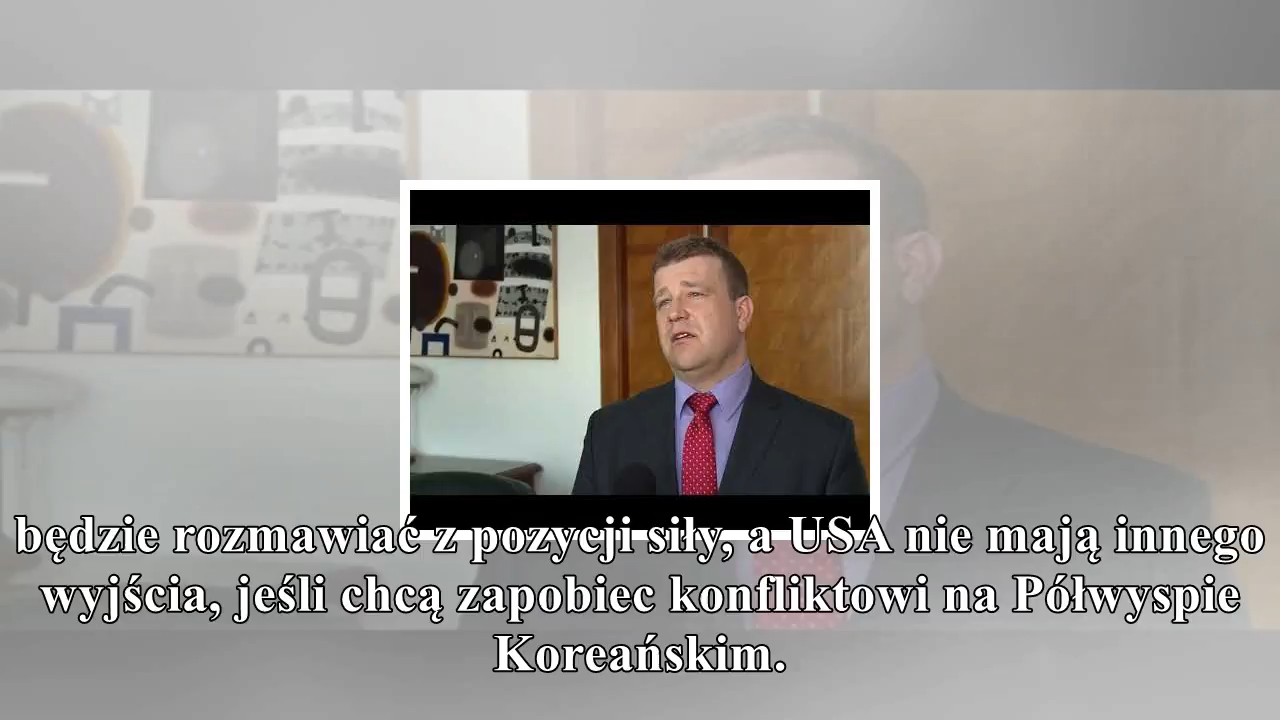 będzie rozmawiać z pozycji siły, a USA nie mają innego
wyjścia, jeśli chcą zapobiec konfliktowi na Półwyspie
Koreańskim.